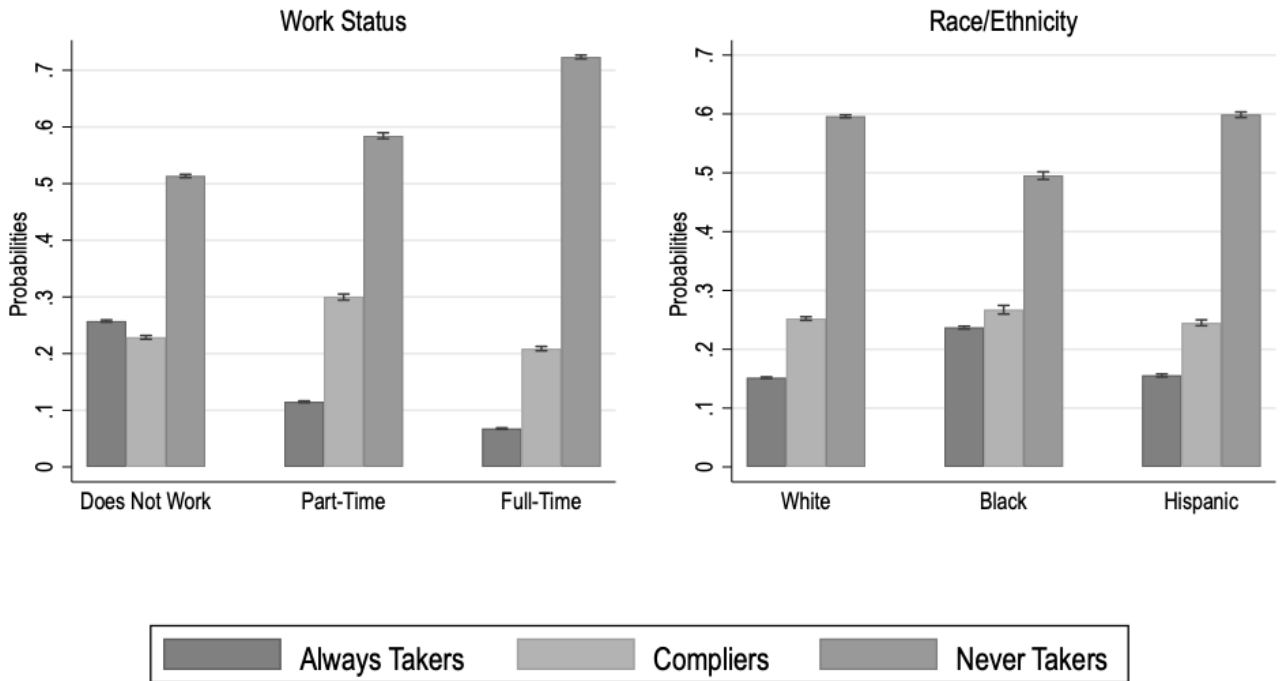 Work Status
Probabilities
.7
.6
.5
.4
.3
.2
.1
0
Does Not Work Part-Time Full-Time
Race/Ethnicity
Probabilities
.7
.6
.5
.4
.3
.2
.1
0
White Black Hispanic
Always Takers Compliers Never Takers